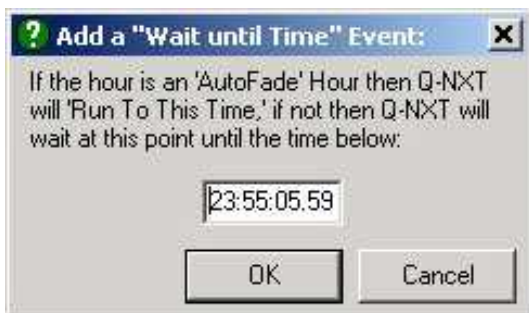 ? Add a "Wait until Time" Event:
If the hour is an 'AutoFade' Hour then Q-NXT
will 'Run To This Time,' if not then Q-NXT will
wait at this point until the time below:
23:55:05.59
OK Cancel